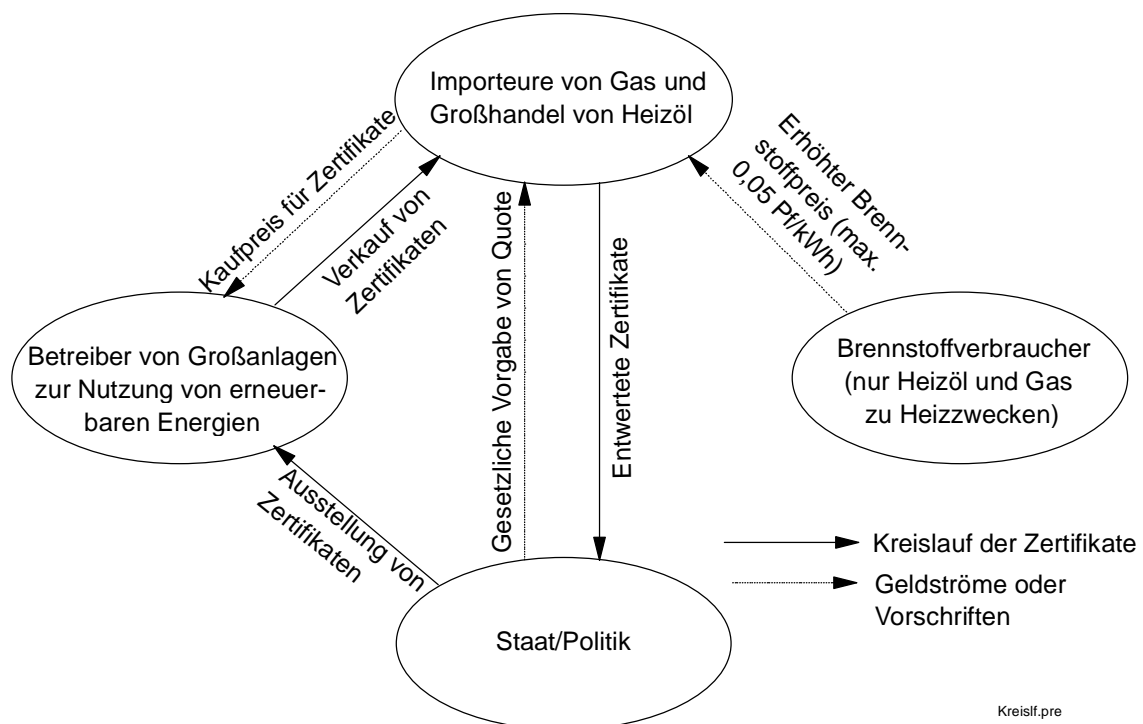 Importeure von Gas und
Großhandel von Heizöl
Kaufpreis für Zertifikate
Verkauf von
Zertifikaten
Gesetzliche Vorgabe von Quote
Entwertete Zertifikate
Erhöhter Brenn-
stoffpreis (max.
0,05 Pf/kWh)
Betreiber von Großanlagen
zur Nutzung von erneuer-
baren Energien
Brennstoffverbraucher
(nur Heizöl und Gas
zu Heizzwecken)
Ausstellung von
Zertifikaten
Staat/Politik
Kreislauf der Zertifikate
Geldströme oder
Vorschriften
Kreislf.pre